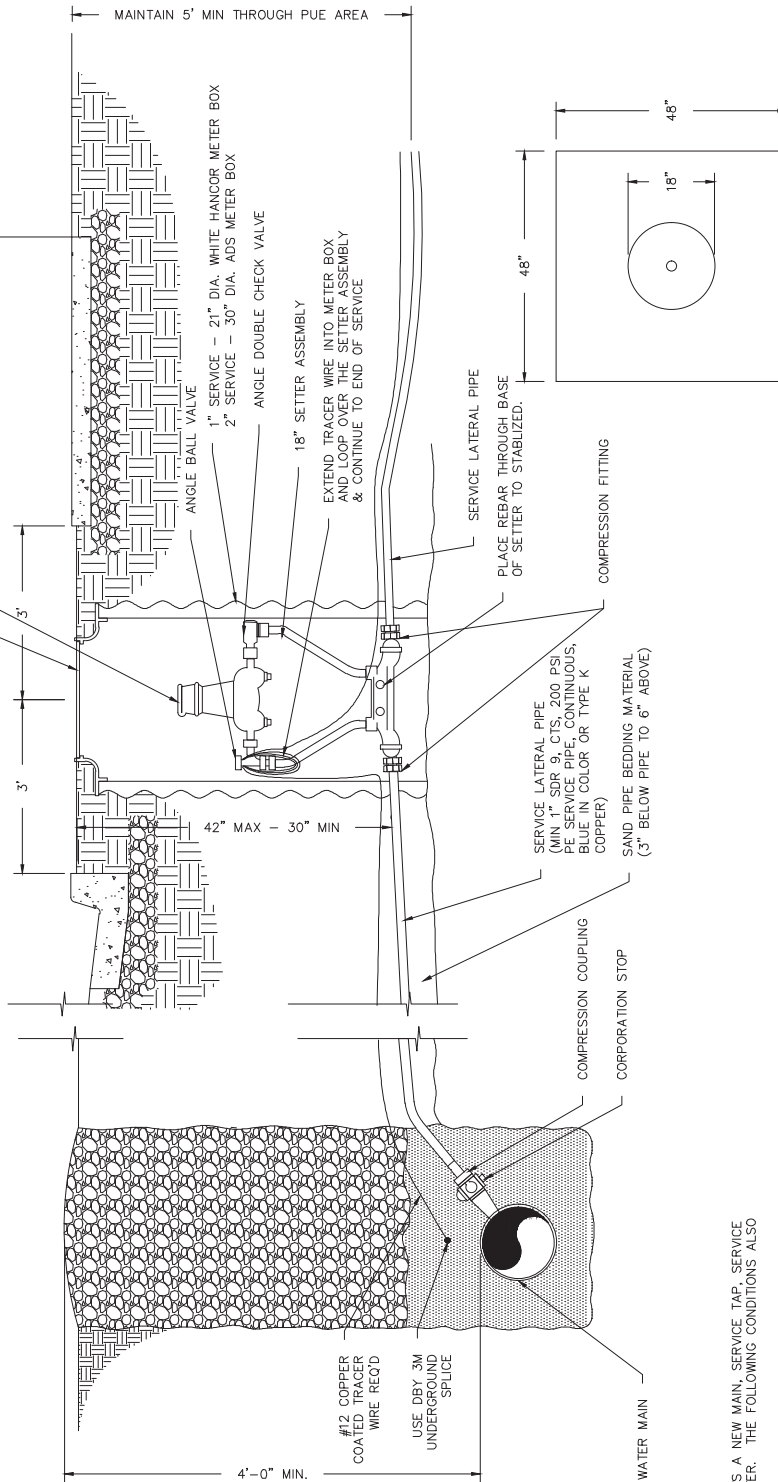 MAINTAIN 5' MIN THROUGH PUE AREA
1" SERVICE - 21" DIA. WHITE HANCOR METER BOX
2" SERVICE - 30" DIA. ADS METER BOX
ANGLE BALL VALVE
ANGLE DOUBLE CHECK VALVE
18" SETTER ASSEMBLY
EXTEND TRACER WIRE INTO METER BOX
AND LOOP OVER THE SETTER ASSEMBLY
& CONTINUE TO END OF SERVICE
SERVICE LATERAL PIPE
PLACE REBAR THROUGH BASE
OF SETTER TO STABLIZED.
COMPRESSION FITTING
3'
3'
42" MAX - 30" MIN
SERVICE LATERAL PIPE
(MIN 1" SDR 9, CTS, 200 PSI
PE SERVICE PIPE, CONTINUOUS,
BLUE IN COLOR OR TYPE K
COPPER)
SAND PIPE BEDDING MATERIAL
(3" BELOW PIPE TO 6" ABOVE)
COMPRESSION COUPLING
CORPORATION STOP
#12 COPPER
COATED TRACER
WIRE REQ'D
USE DBY 3M
UNDERGROUND
SPLICE
WATER MAIN
4'-0" MIN.
48"
48"
18"
S A NEW MAIN, SERVICE TAP, SERVICE
ER. THE FOLLOWING CONDITIONS ALSO